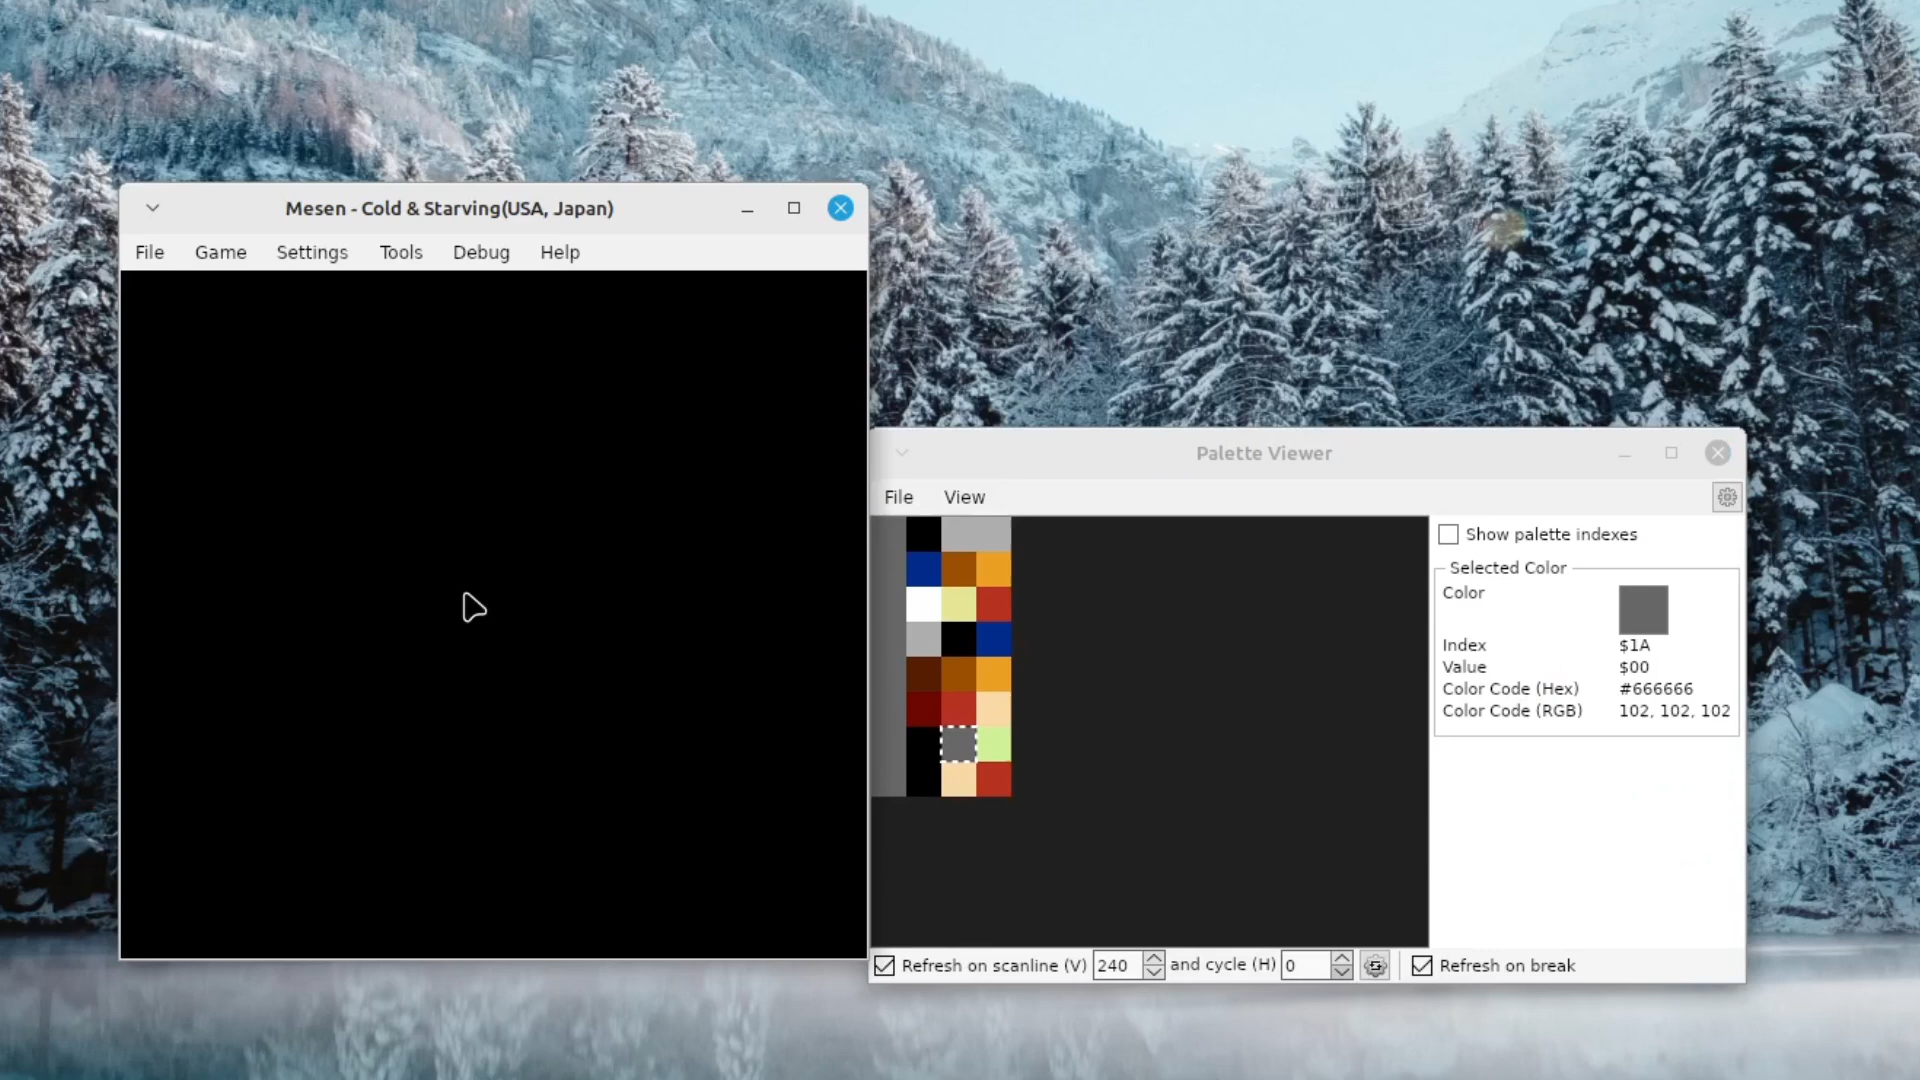 Mesen - Cold & Starving(USA, Japan)
File Game Settings Tools Debug Help
Palette Viewer
File View
Show palette indexes
Selected Color
Color
Index $1A
Value $00
Color Code (Hex) #666666
Color Code (RGB) 102, 102, 102
Refresh on scanline (V) 240 and cycle (H) 0 Refresh on break